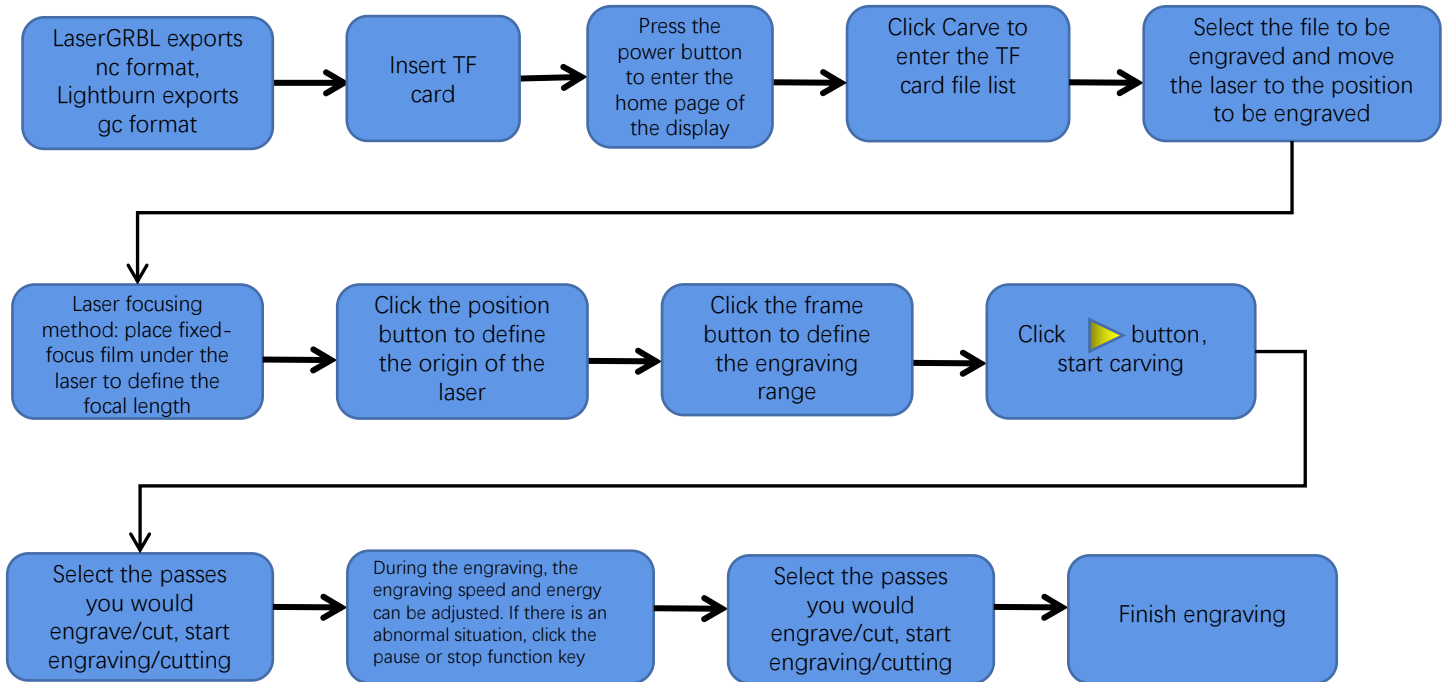 LaserGRBL exports
nc format,
Lightburn exports
gc format
Insert TF
card
Press the
power button
to enter the
home page of
the display
Click Carve to
enter the TF
card file list
Select the file to be
engraved and move
the laser to the position
to be engraved
Laser focusing
method: place fixed-
focus film under the
laser to define the
focal length
Click the position
button to define
the origin of the
laser
Click the frame
button to define
the engraving
range
Click button,
start carving
Select the passes
you would
engrave/cut, start
engraving/cutting
During the engraving, the
engraving speed and energy
can be adjusted. If there is an
abnormal situation, click the
pause or stop function key
Select the passes
you would
engrave/cut, start
engraving/cutting
Finish engraving